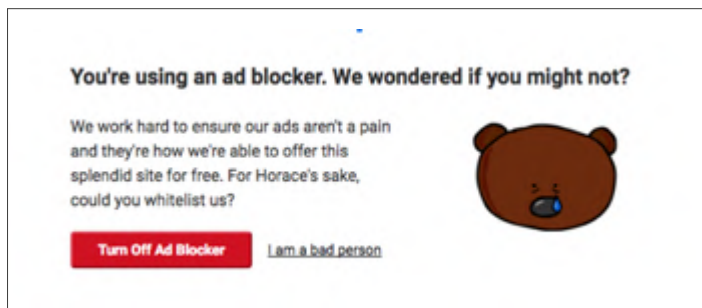 You're using an ad blocker. We wondered if you might not?
We work hard to ensure our ads aren't a pain
and they're how we're able to offer this
splendid site for free. For Horace's sake,
could you whitelist us?
Turn Off Ad Blocker I am a bad person